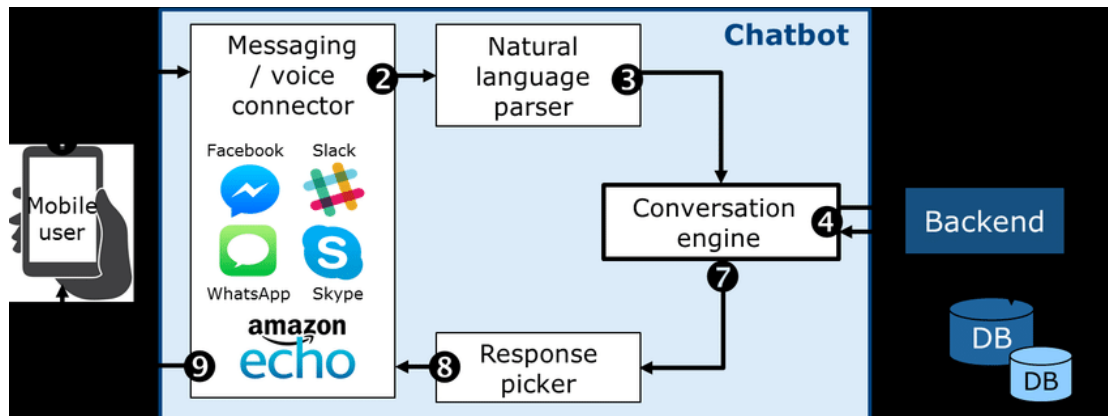 Chatbot
Messaging
/ voice
connector
2
Natural
language
parser
3
Facebook
Slack
Mobile
user
WhatsApp
Skype
amazon
echo
Conversation
engine
4
Backend
7
9
8
Response
picker
DB
DB